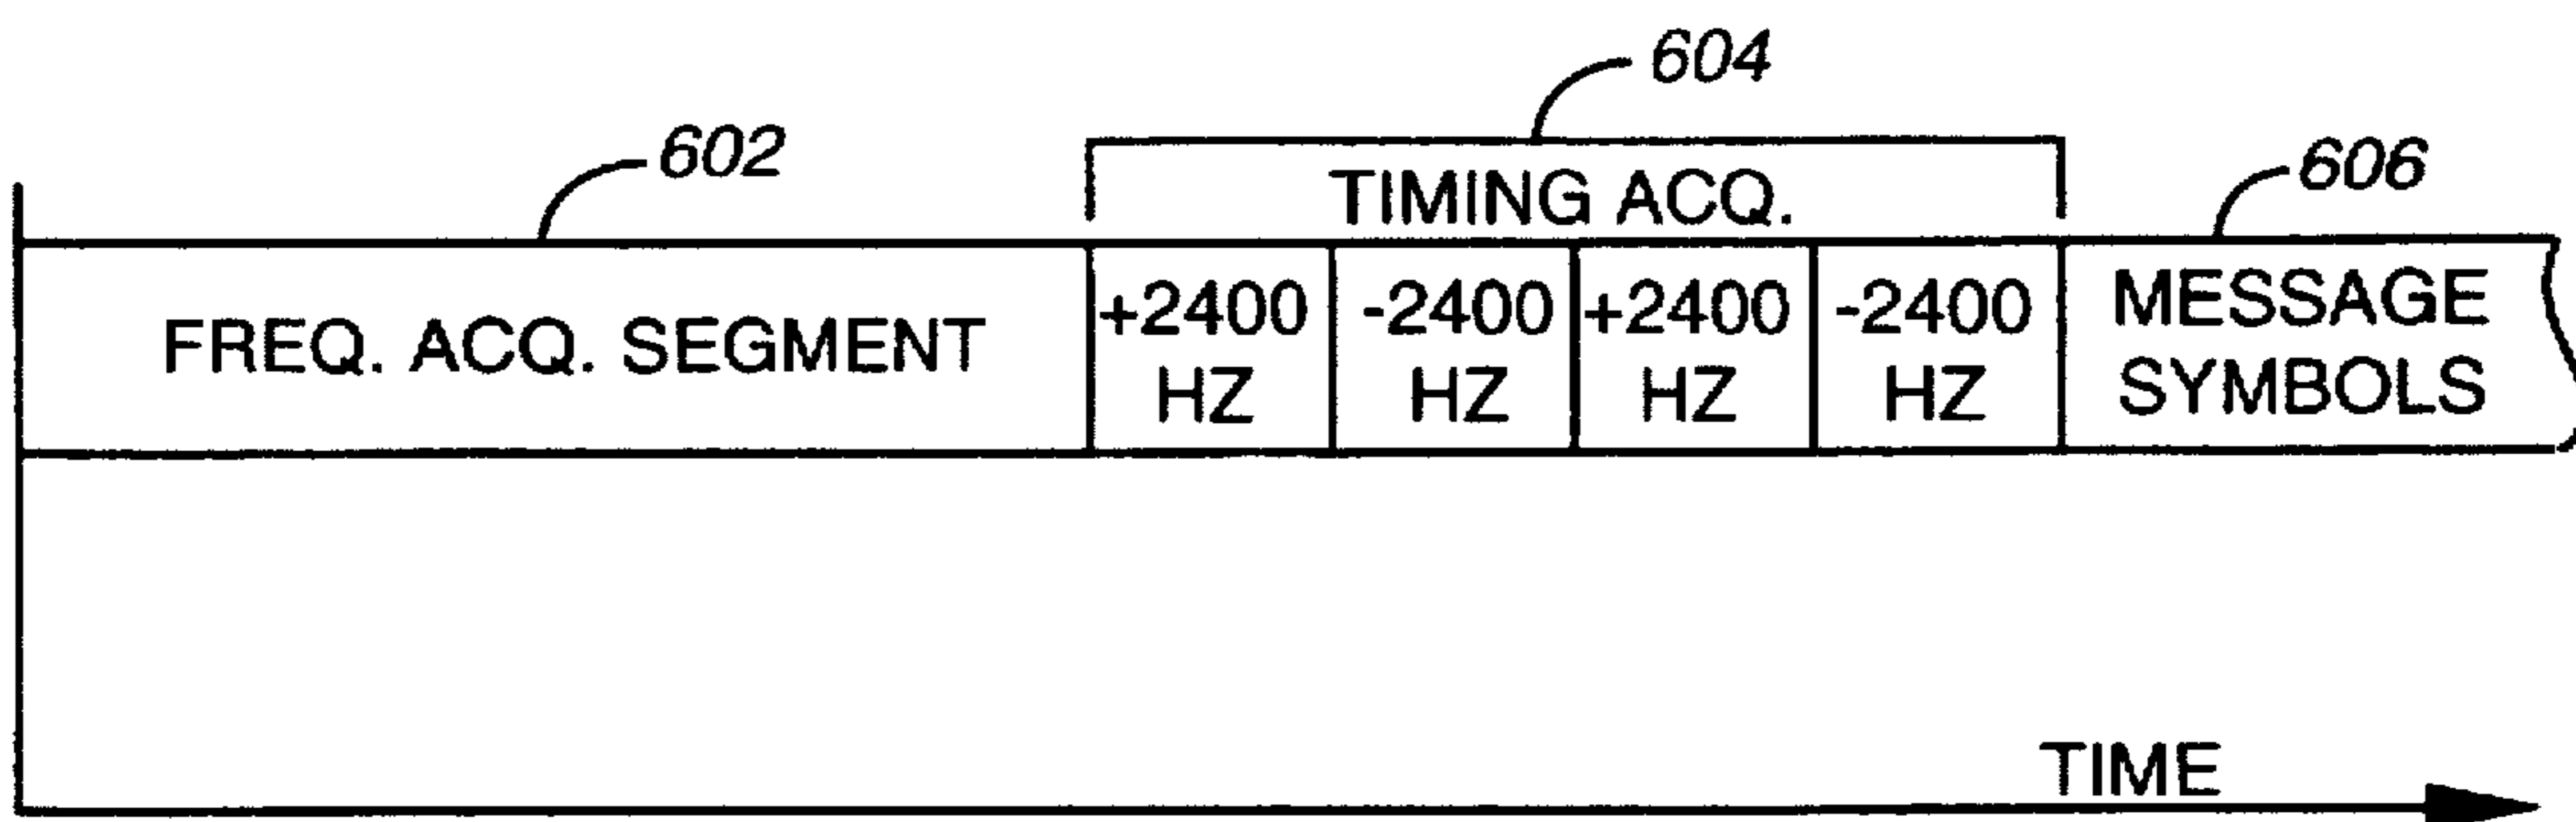 604
602
606
TIMING ACQ.
FREQ. ACQ. SEGMENT
+2400
HZ
-2400
HZ
+2400
HZ
-2400
HZ
MESSAGE
SYMBOLS
TIME